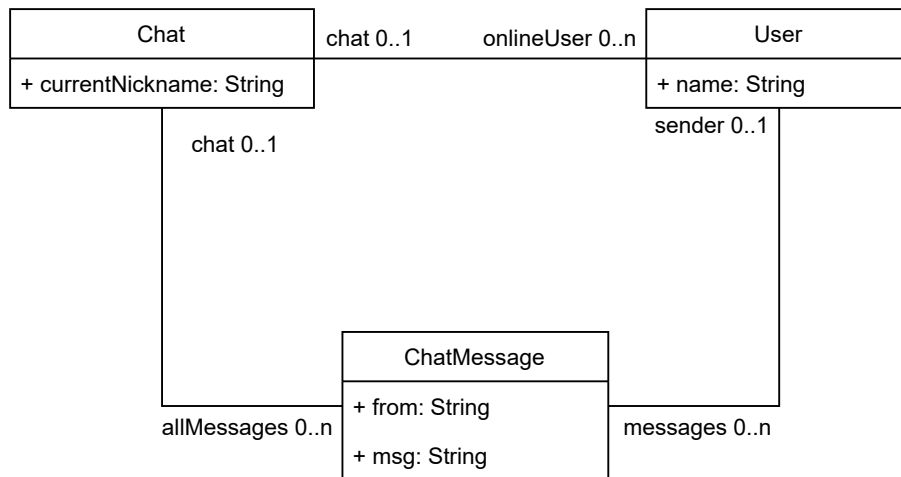 Chat
chat 0..1
onlineUser 0..n
User
+ currentNickname: String
+ name: String
chat 0..1
sender 0..1
ChatMessage
+ from: String
+ msg: String
allMessages 0..n
messages 0..n